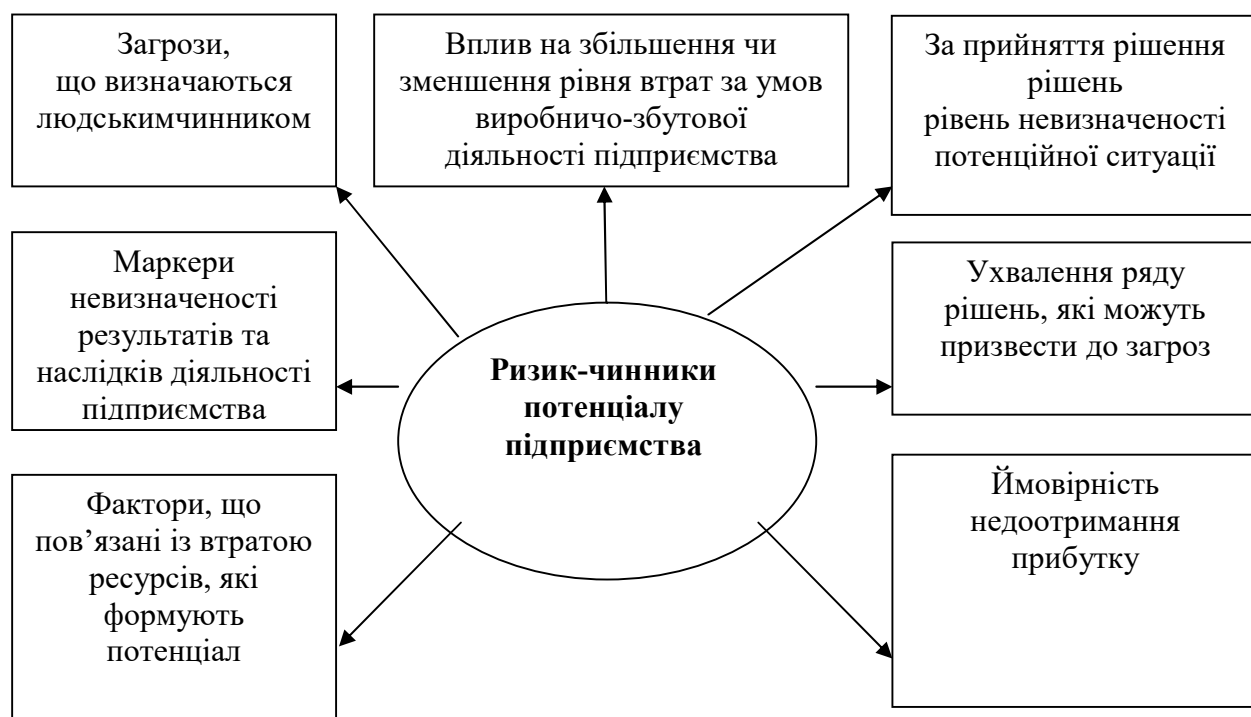 Загрози,
що визначаються
людськимчинником
Вплив на збільшення чи
зменшення рівня втрат за умов
виробничо-збутової
діяльності підприємства
За прийняття рішення
рішень
рівень невизначеності
потенційної ситуації
Маркери
невизначеності
результатів та
наслідків діяльності
підприємства
Ризик-чинники
потенціалу
підприємства
Ухвалення ряду
рішень, які можуть
призвести до загроз
Фактори, що
пов’язані із втратою
ресурсів, які
формують
потенціал
Ймовірність
недоотримання
прибутку